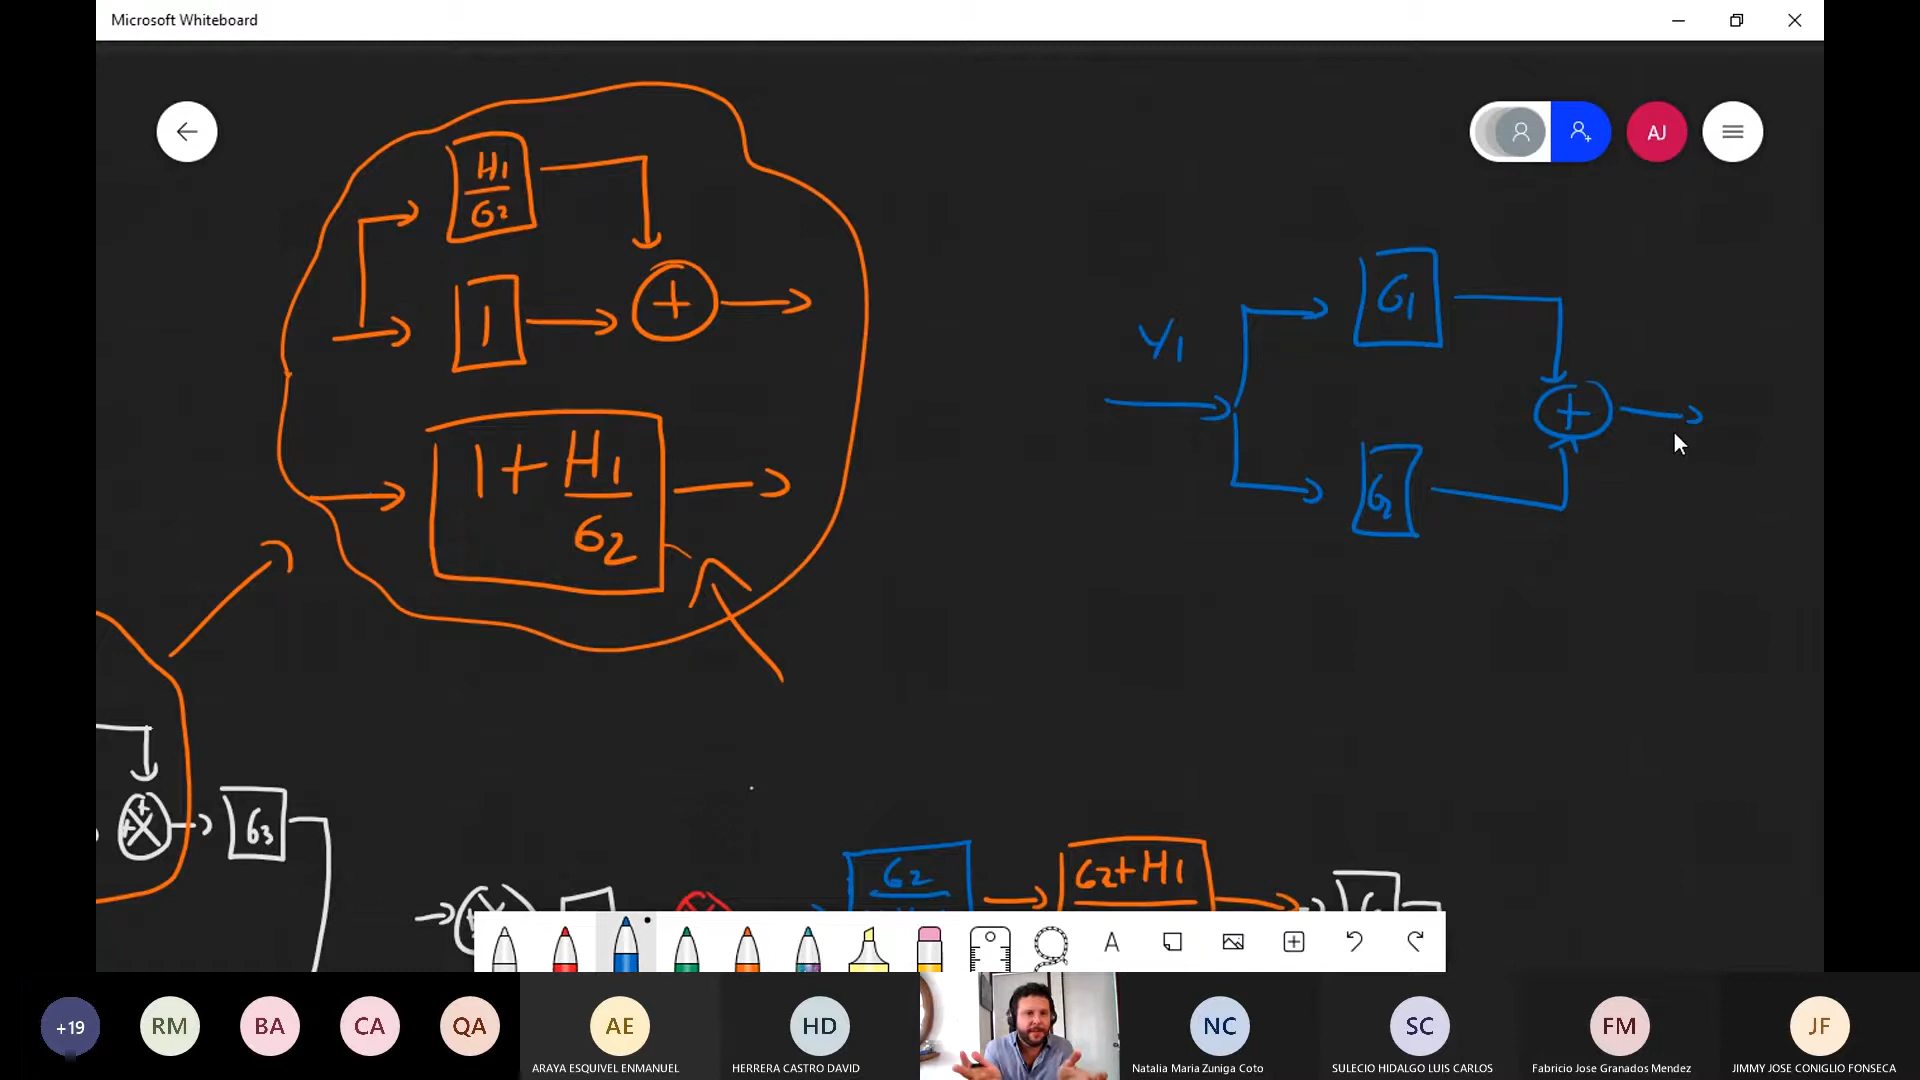 Microsoft Whiteboard
AJ
H1
G2
1
+
1 + H1
G2
Y1
G1
+
G2
G3
G2
G2+H1
A
+19
RM
BA
CA
QA
AE
HD
NC
SC
FM
JF
ARAYA ESQUIVEL ENMANUEL
HERRERA CASTRO DAVID
Natalia Maria Zuniga Coto
SULECIO HIDALGO LUIS CARLOS
Fabricio Jose Granados Mendez
JIMMY JOSE CONIGLIO FONSECA